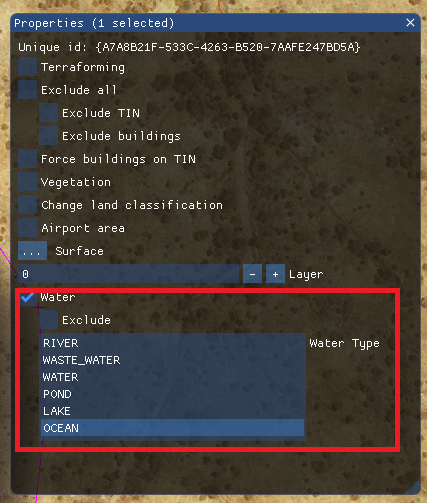 Properties (1 selected)
Unique id: {A7A8B21F-533C-4263-B520-7AAFE247BD5A}
Terraforming
Exclude all
Exclude TIN
Exclude buildings
Force buildings on TIN
Vegetation
Change land classification
Airport area
... Surface
0 - + Layer
Water
Exclude
RIVER Water Type
WASTE_WATER
WATER
POND
LAKE
OCEAN